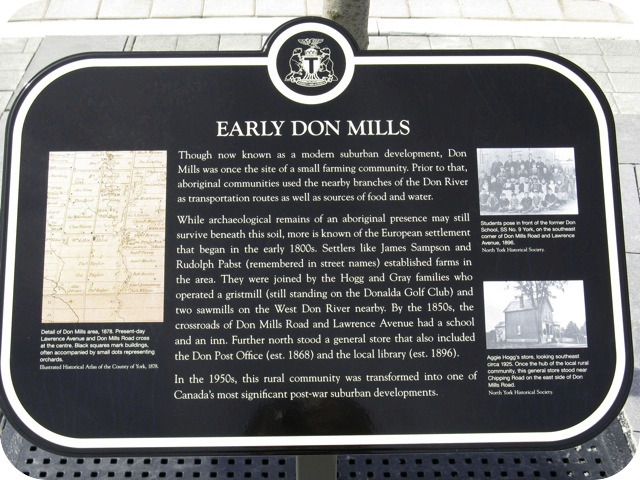 T
EARLY DON MILLS
Though now known as a modern suburban development, Don
Mills was once the site of a small farming community. Prior to that,
aboriginal communities used the nearby branches of the Don River
as transportation routes as well as sources of food and water.
While archaeological remains of an aboriginal presence may still
survive beneath this soil, more is known of the European settlement
that began in the early 1800s. Settlers like James Sampson and
Rudolph Pabst (remembered in street names) established farms in
the area. They were joined by the Hogg and Gray families who
operated a gristmill (still standing on the Donalda Golf Club) and
two sawmills on the West Don River nearby. By the 1850s, the
crossroads of Don Mills Road and Lawrence Avenue had a school
and an inn. Further north stood a general store that also included
the Don Post Office (est. 1868) and the local library (est. 1896).
In the 1950s, this rural community was transformed into one of
Canada's most significant post-war suburban developments.
Detail of Don Mills area, 1878. Present-day
Lawrence Avenue and Don Mills Road cross
at the centre. Black squares mark buildings,
often accompanied by small dots representing
orchards.
Illustrated Historical Atlas of the County of York, 1878.
Students pose in front of the former Don
School, SS No. 9 York, on the southeast
corner of Don Mills Road and Lawrence
Avenue, 1896.
North York Historical Society.
Aggie Hogg's store, looking southeast
circa 1925. Once the hub of the local rural
community, this general store stood near
Chipping Road on the east side of Don
Mills Road.
North York Historical Society.